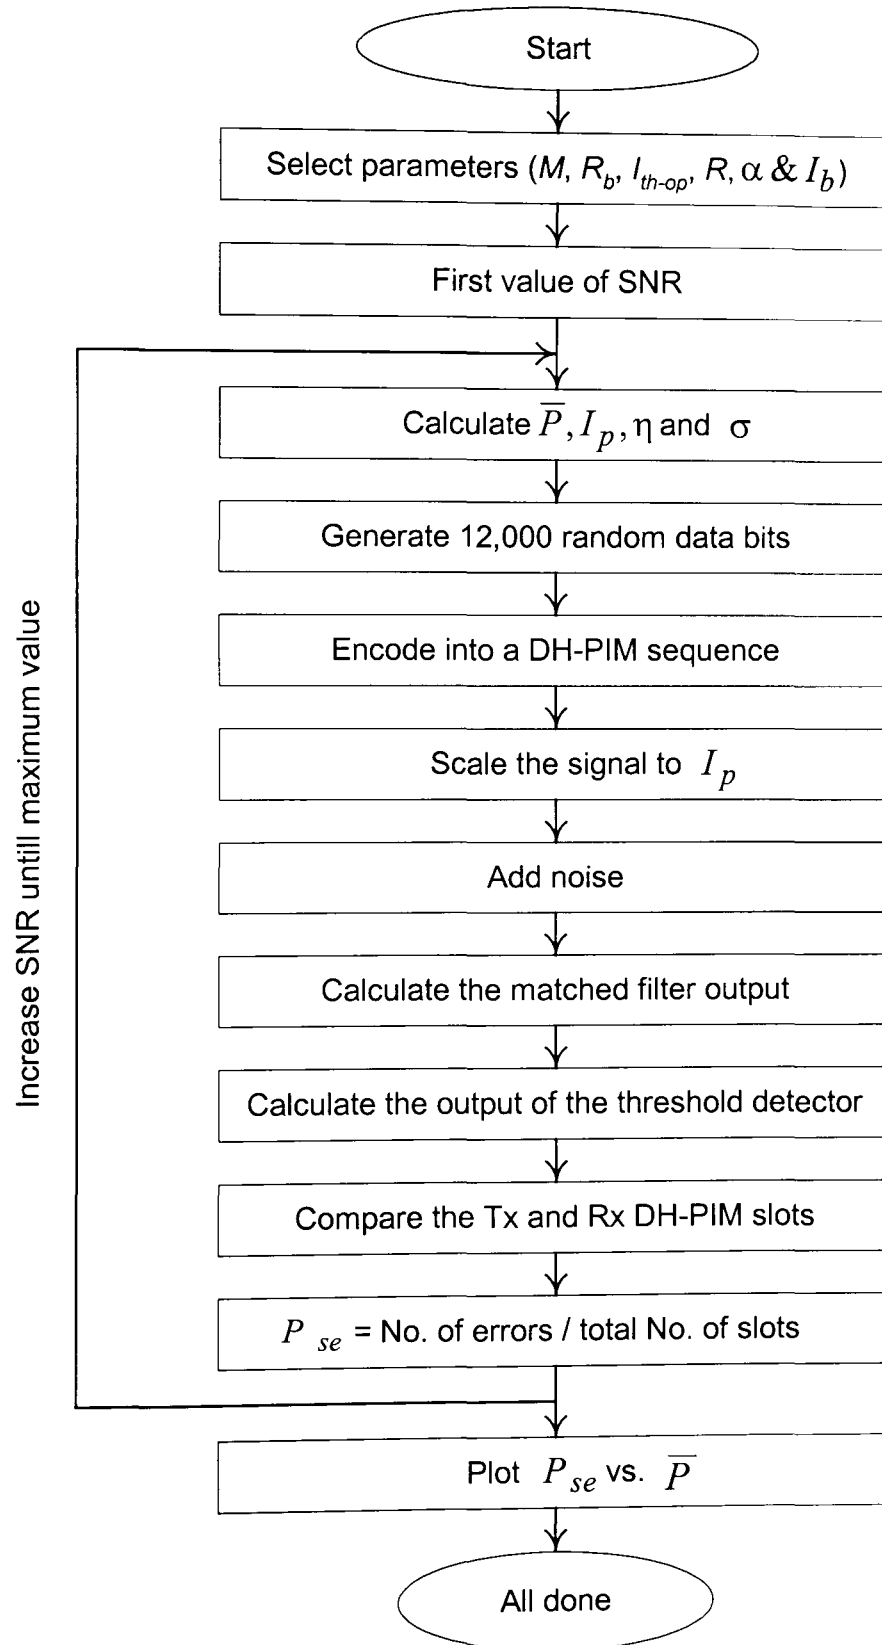 Start
Select parameters (M, R_b, I_th-op, R, α & I_b)
First value of SNR
Calculate P̅, I_p, η and σ
Generate 12,000 random data bits
Encode into a DH-PIM sequence
Scale the signal to I_p
Add noise
Calculate the matched filter output
Calculate the output of the threshold detector
Compare the Tx and Rx DH-PIM slots
P_se = No. of errors / total No. of slots
Plot P_se vs. P̅
All done
Increase SNR untill maximum value